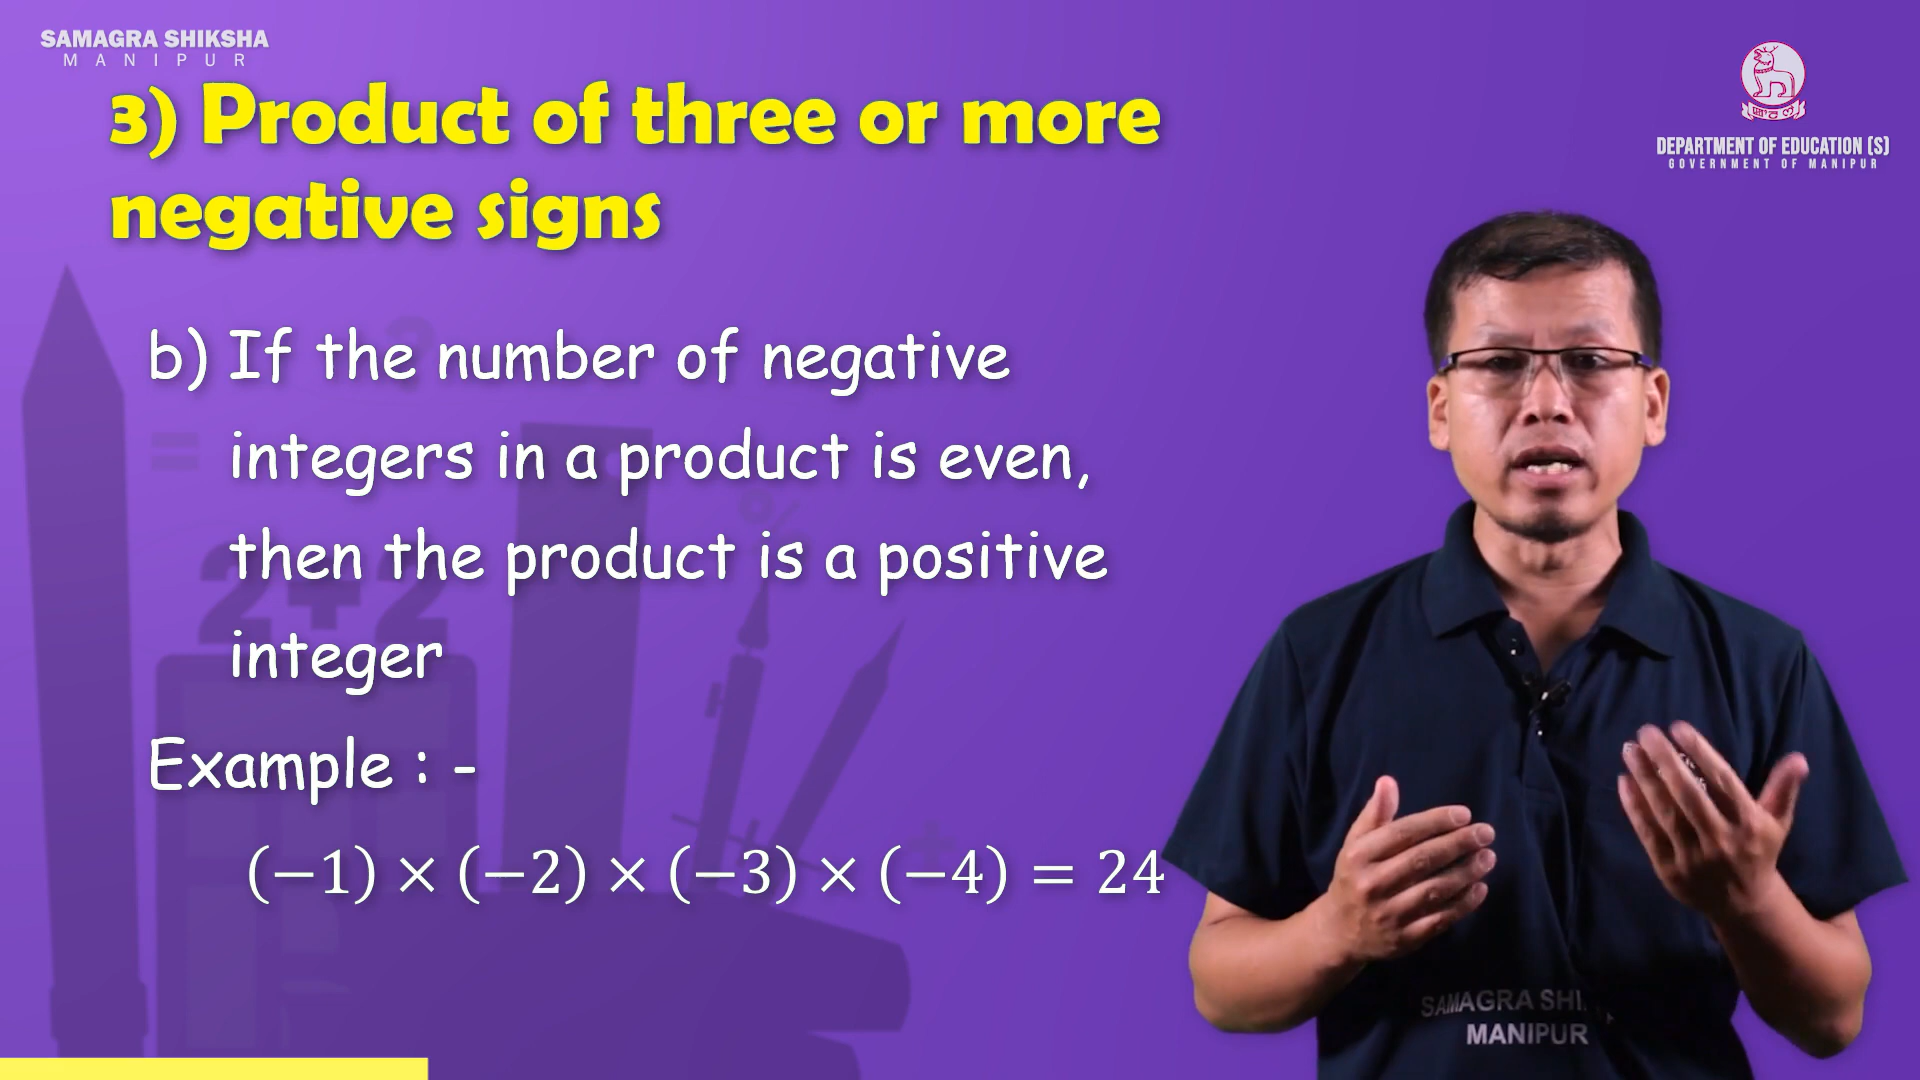 SAMAGRA SHIKSHA
MANIPUR
3) Product of three or more
negative signs
DEPARTMENT OF EDUCATION (S)
GOVERNMENT OF MANIPUR
b) If the number of negative
integers in a product is even,
then the product is a positive
integer
Example : -
(−1) × (−2) × (−3) × (−4) = 24
2+2
SAMAGRA SHI
MANIPUR